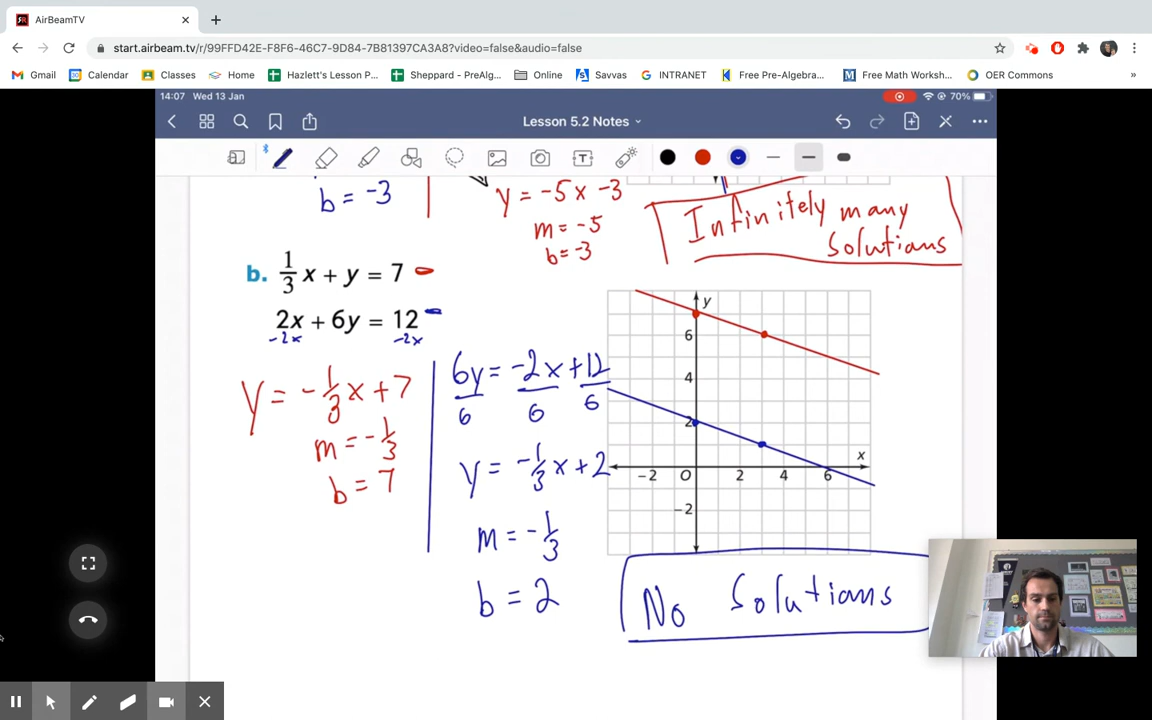 AirBeamTV
start.airbeam.tv/r/99FFD42E-F8F6-46C7-9D84-7B81397CA3A8?video=false&audio=false
Gmail Calendar Classes Home Hazlett's Lesson P... Sheppard - PreAlg... Online Savvas INTRANET Free Pre-Algebra... Free Math Worksh... OER Commons »
14:07 Wed 13 Jan 70%
Lesson 5.2 Notes
b = -3
y = -5x -3
m = -5
b = -3
Infinitely many
Solutions
b. 1/3 x + y = 7
2x + 6y = 12
-2x -2x
y = -1/3 x + 7
m = -1/3
b = 7
6y = -2x + 12
6 6 6
y = -1/3 x + 2
m = -1/3
b = 2
y
6
4
2
-2 O 2 4 6 x
-2
No Solutions